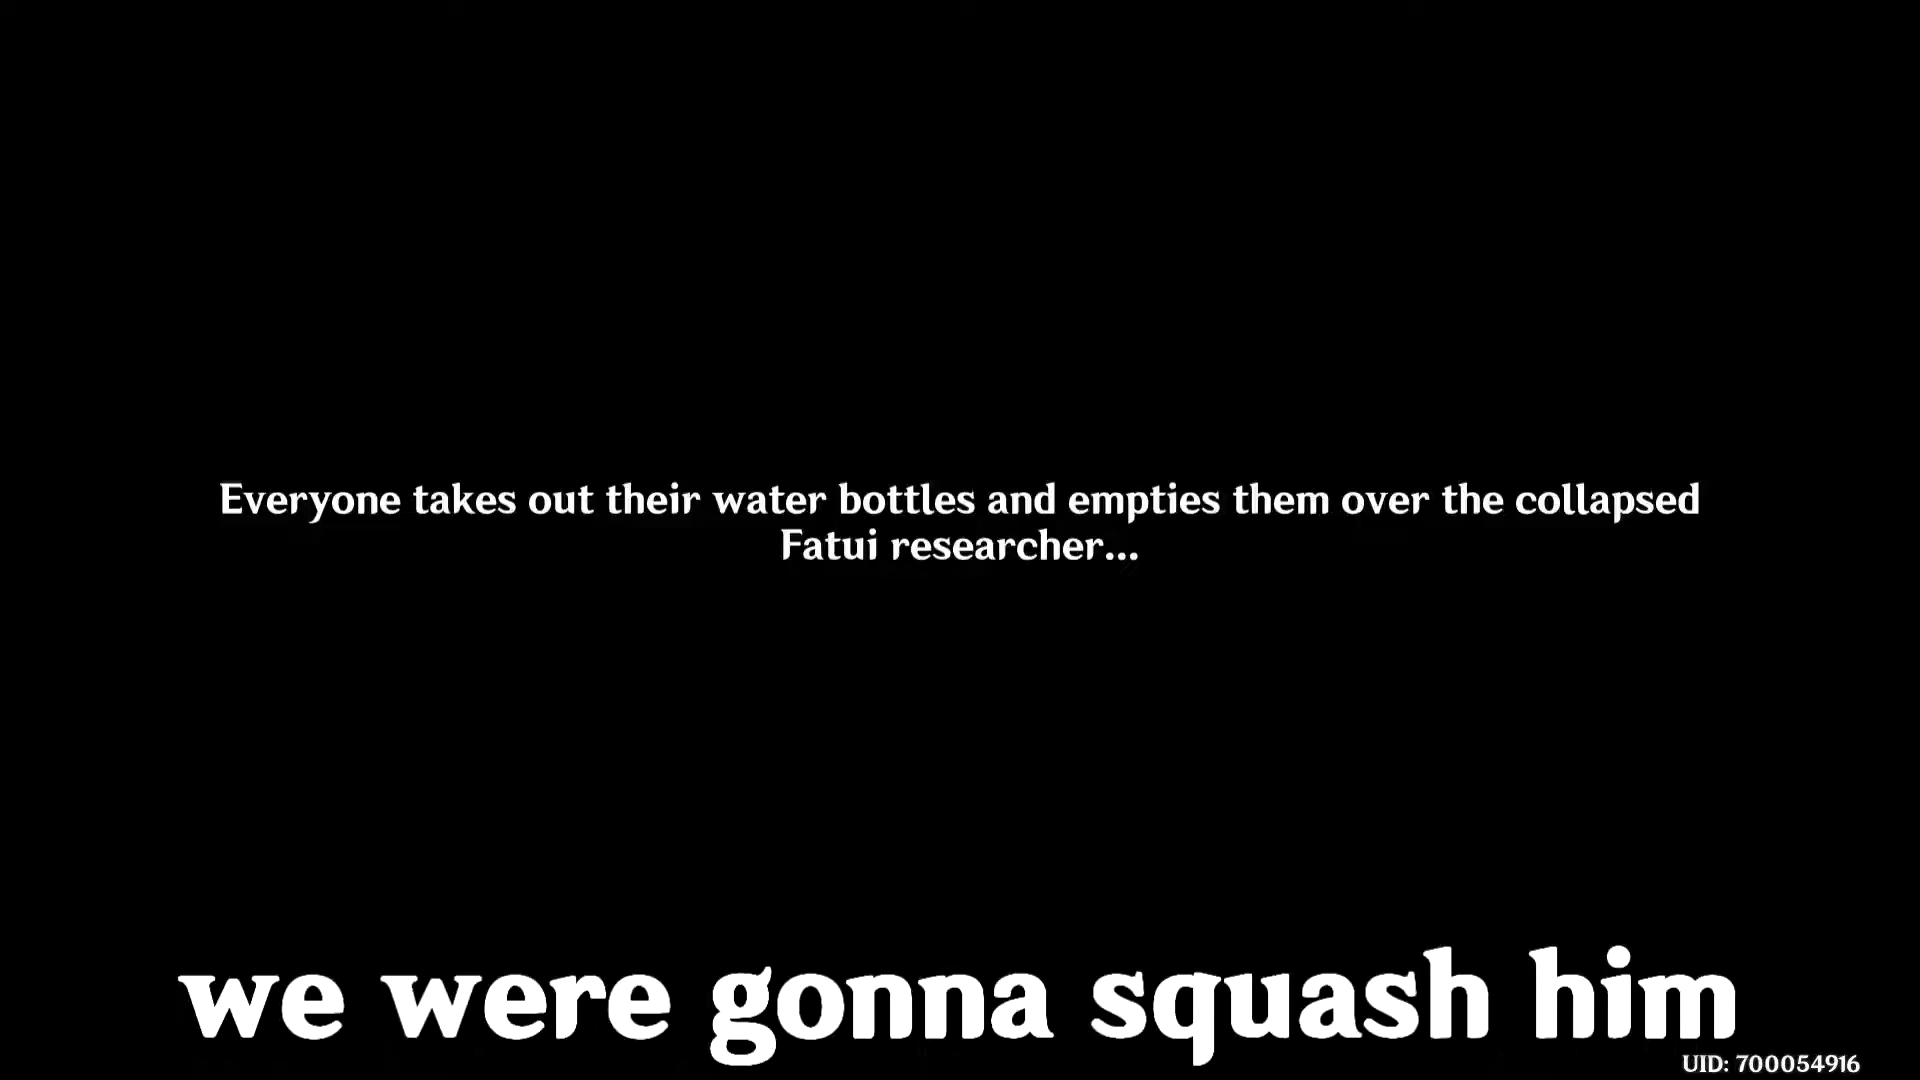 Everyone takes out their water bottles and empties them over the collapsed
Fatui researcher...
we were gonna squash him
UID: 700054916